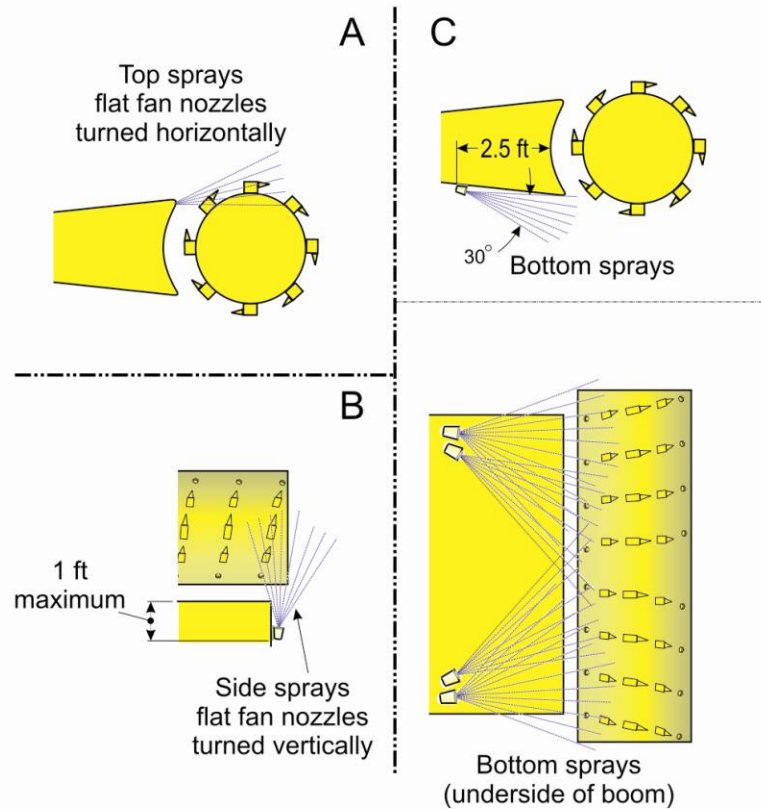 A
Top sprays
flat fan nozzles
turned horizontally
B
1 ft
maximum
Side sprays
flat fan nozzles
turned vertically
C
2.5 ft
30°
Bottom sprays
Bottom sprays
(underside of boom)